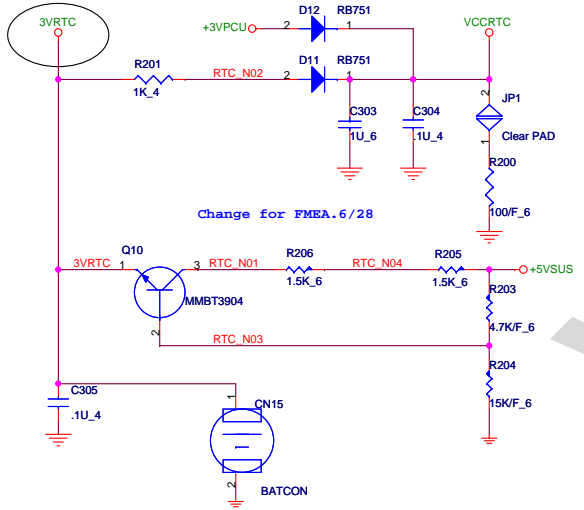 3VRTC
D12 RB751
VCCRTC
+3VPCU 2 1
R201
RTC_N02 2
D11 RB751
1
1K_4
2
JP1
C303
1U_6
C304
.1U_4
Clear PAD
1
R200
100/F_6
Change for FMEA.6/28
Q10
3VRTC 1
3 RTC_N01
R206
RTC_N04
R205
+5VSUS
1.5K_6
1.5K_6
MMBT3904
R203
4.7K/F_6
2
RTC_N03
R204
15K/F_6
C305
.1U_4
1
CN15
2
BATCON